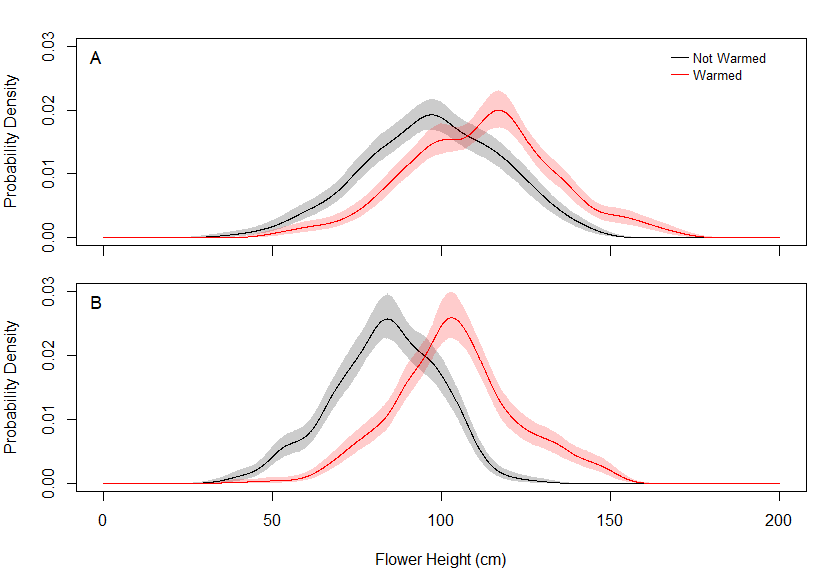 A
Not Warmed
Warmed
Probability Density
0.00
0.01
0.02
0.03
B
Probability Density
0.00
0.01
0.02
0.03
0 50 100 150 200
Flower Height (cm)